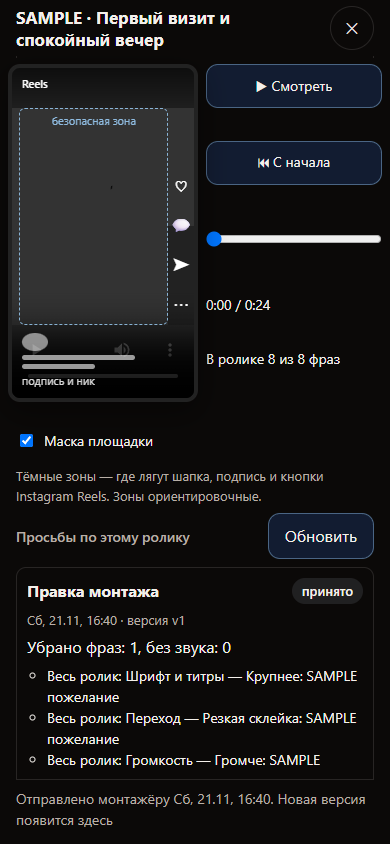 SAMPLE · Первый визит и
спокойный вечер
Reels
безопасная зона
подпись и ник
▶ Смотреть
⏮ С начала
0:00 / 0:24
В ролике 8 из 8 фраз
Маска площадки
Тёмные зоны — где лягут шапка, подпись и кнопки
Instagram Reels. Зоны ориентировочные.
Просьбы по этому ролику
Обновить
Правка монтажа
принято
Сб, 21.11, 16:40 · версия v1
Убрано фраз: 1, без звука: 0
Весь ролик: Шрифт и титры — Крупнее: SAMPLE
пожелание
Весь ролик: Переход — Резкая склейка: SAMPLE
пожелание
Весь ролик: Громкость — Громче: SAMPLE
Отправлено монтажёру Сб, 21.11, 16:40. Новая версия
появится здесь